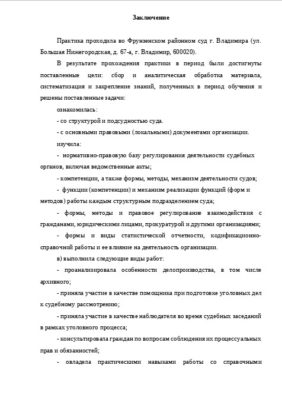 Заключение
Практика проходила во Фрунзенском районном суд г. Владимира (ул.
Большая Нижегородская, д. 67-а, г. Владимир, 600020).
В результате прохождения практики в период были достигнуты
поставленные цели: сбор и аналитическая обработка материала,
систематизация и закрепление знаний, полученных в период обучения и
решены поставленные задачи:
ознакомилась:
- со структурой и подсудностью суда.
- с основными правовыми (локальными) документами организации.
изучила:
- нормативно-правовую базу регулирования деятельности судебных
органов, включая ведомственные акты;
- компетенции, а также формы, методы, механизм деятельности судов;
- функции (компетенции) и механизм реализации функций (форм и
методов) работы каждым структурным подразделением суда;
- формы, методы и правовое регулирование взаимодействия с
гражданами, юридическими лицами, прокуратурой и другими организациями;
- формы и виды статистической отчетности, кодификационно-
справочной работы и ее влияние на деятельность организации.
в) выполнила следующие виды работ:
- проанализировала особенности делопроизводства, в том числе
архивного;
- приняла участие в качестве помощника при подготовке уголовных дел
к судебному рассмотрению;
- приняла участие в качестве наблюдателя во время судебных заседаний
в рамках уголовного процесса;
- консультировала граждан по вопросам соблюдения их процессуальных
прав и обязанностей;
- овладела практическими навыками работы со справочными